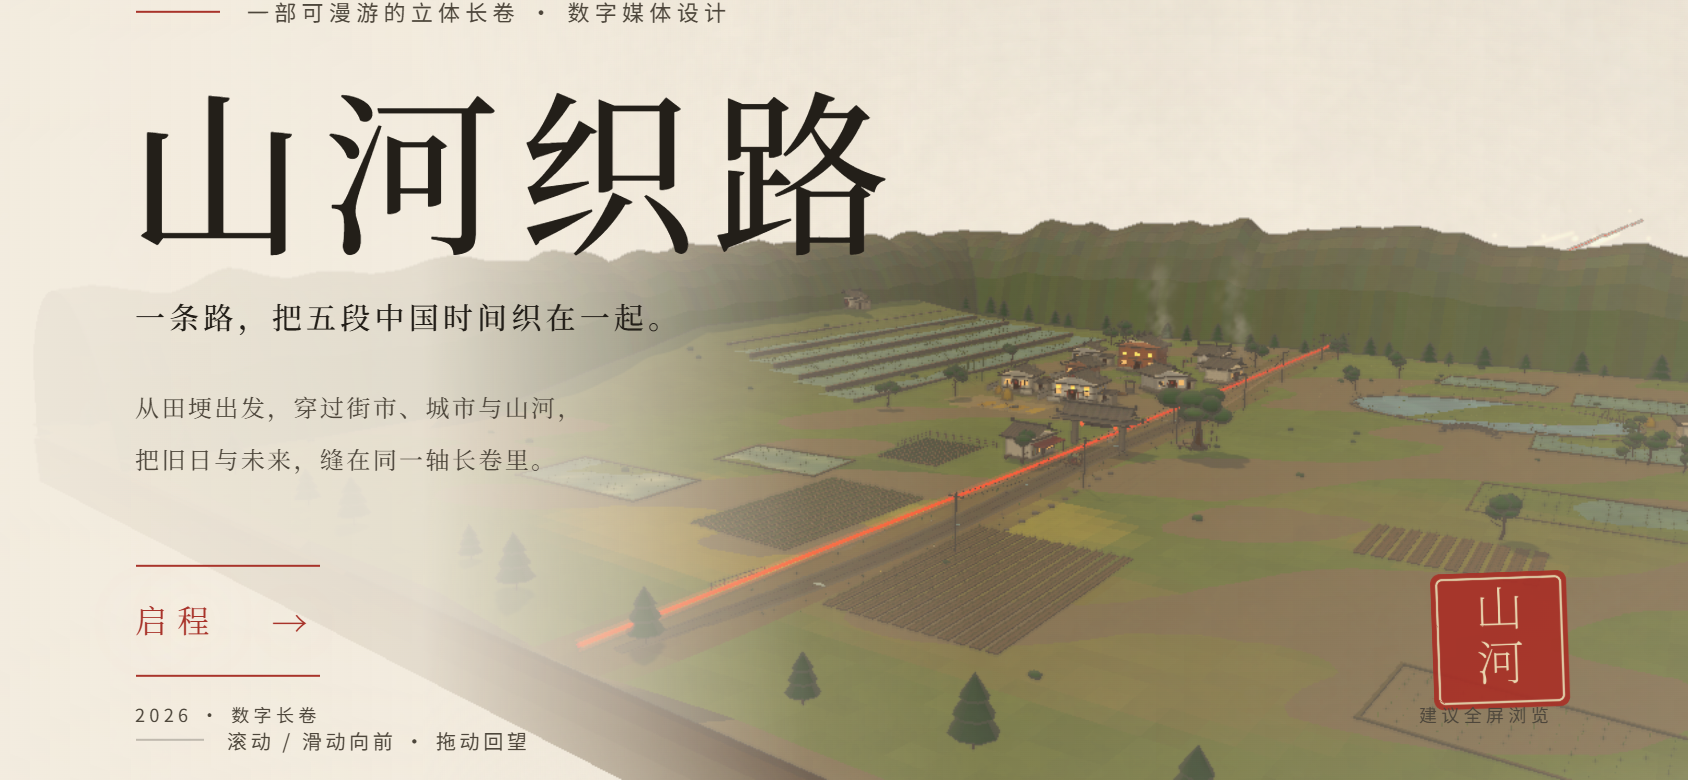 一部可漫游的立体长卷 · 数字媒体设计
山河织路
一条路，把五段中国时间织在一起。
从田埂出发，穿过街市、城市与山河，
把旧日与未来，缝在同一轴长卷里。
启程 →
山
河
2026 · 数字长卷
建议全屏浏览
滚动 / 滑动向前 · 拖动回望